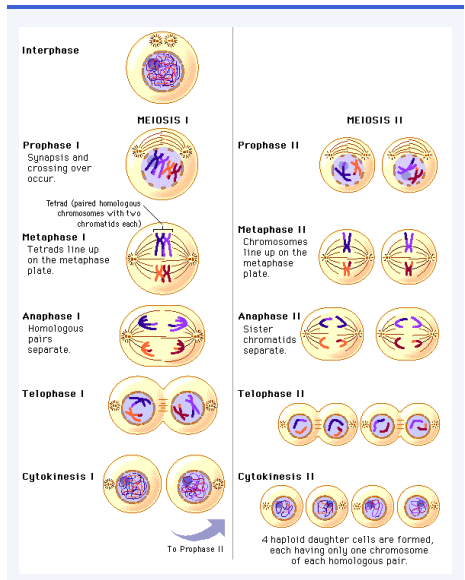 Interphase
MEIOSIS I
Prophase I
Synapsis and
crossing over
occur.
Tetrad (paired homologous
chromosomes with two
chromatids each)
Metaphase I
Tetrads line up
on the metaphase
plate.
Anaphase I
Homologous
pairs
separate.
Telophase I
Cytokinesis I
To Prophase II
MEIOSIS II
Prophase II
Metaphase II
Chromosomes
line up on the
metaphase
plate.
Anaphase II
Sister
chromatids
separate.
Telophase II
Cytokinesis II
4 haploid daughter cells are formed,
each having only one chromosome
of each homologous pair.